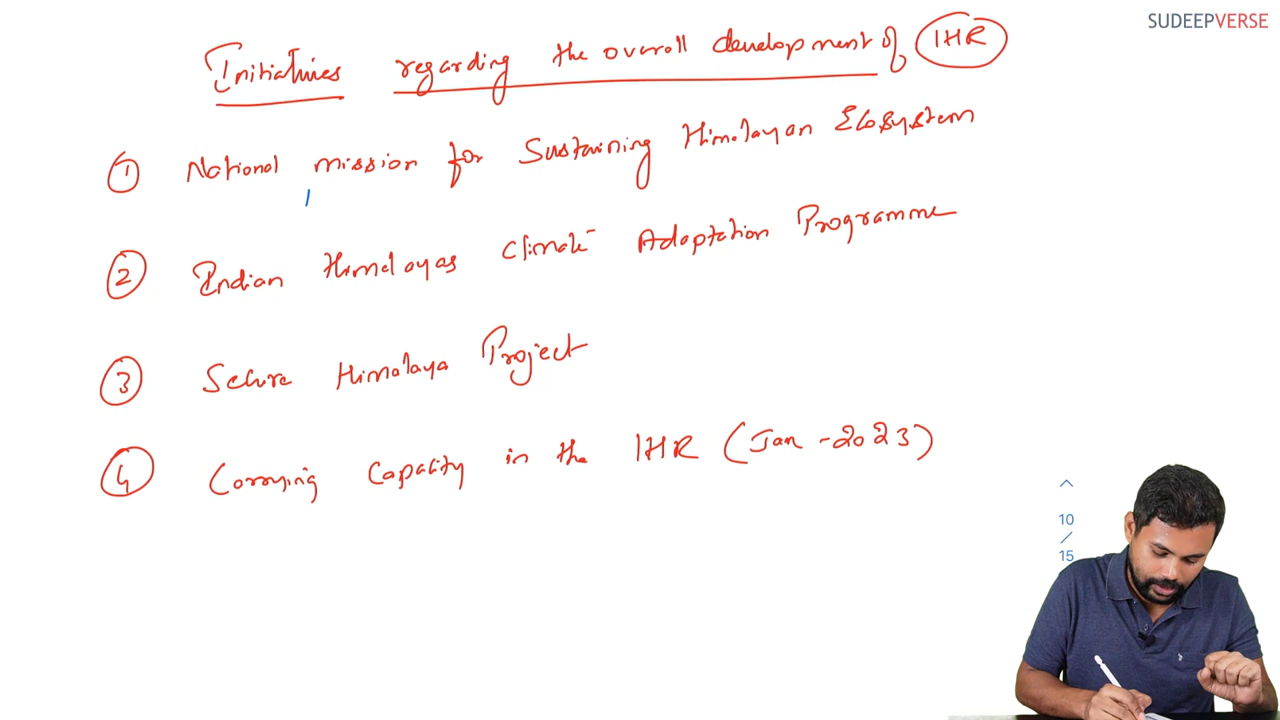 SUDEEPVERSE
Initiatives regarding the overall development of IHR
1 National mission for Sustaining Himalayan Ecosystem
2 Indian Himalayas Climate Adaptation Programme
3 Secure Himalaya Project
4 Carrying Capacity in the IHR (Jan -2023)
10
/
15